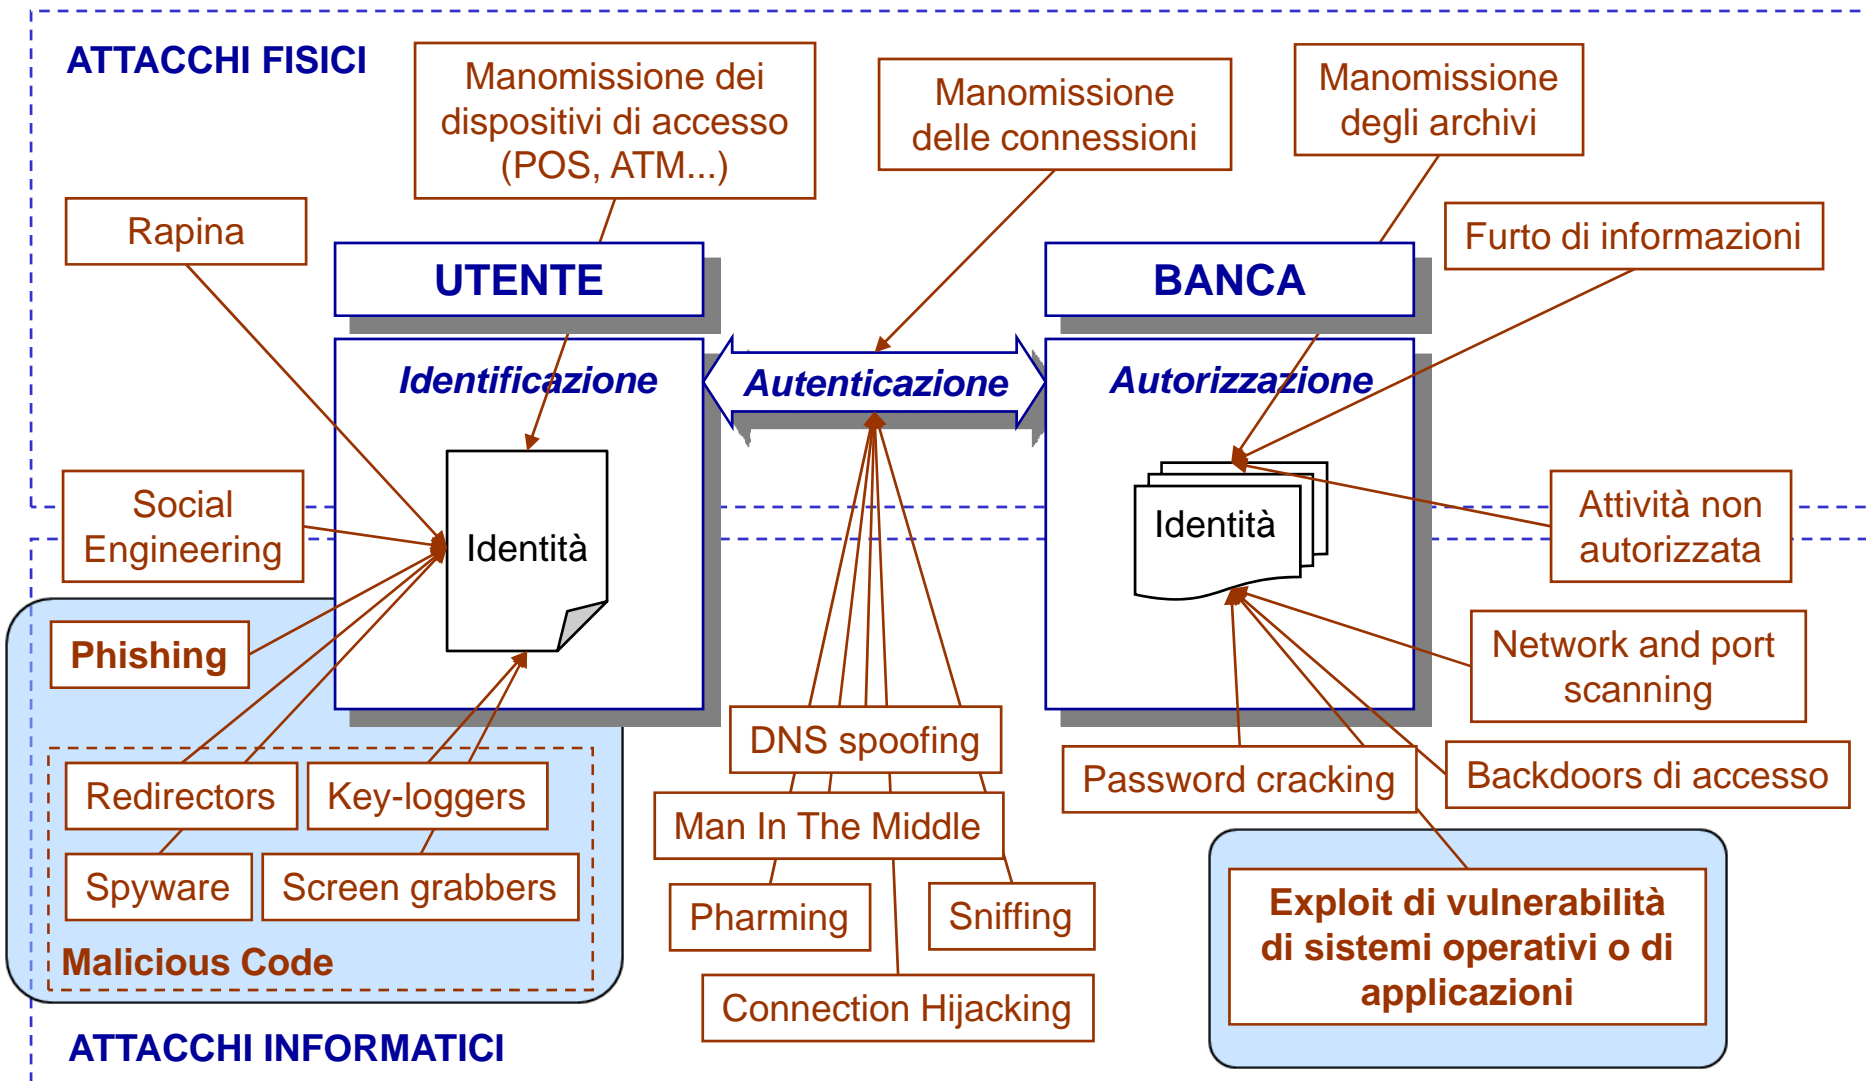 ATTACCHI FISICI
Manomissione dei
dispositivi di accesso
(POS, ATM...)
Manomissione
delle connessioni
Manomissione
degli archivi
Rapina
Furto di informazioni
UTENTE
BANCA
Identificazione
Autenticazione
Autorizzazione
Social
Engineering
Identità
Identità
Attività non
autorizzata
Phishing
Network and port
scanning
DNS spoofing
Redirectors
Key-loggers
Password cracking
Backdoors di accesso
Man In The Middle
Spyware
Screen grabbers
Pharming
Sniffing
Exploit di vulnerabilità
di sistemi operativi o di
applicazioni
Malicious Code
Connection Hijacking
ATTACCHI INFORMATICI